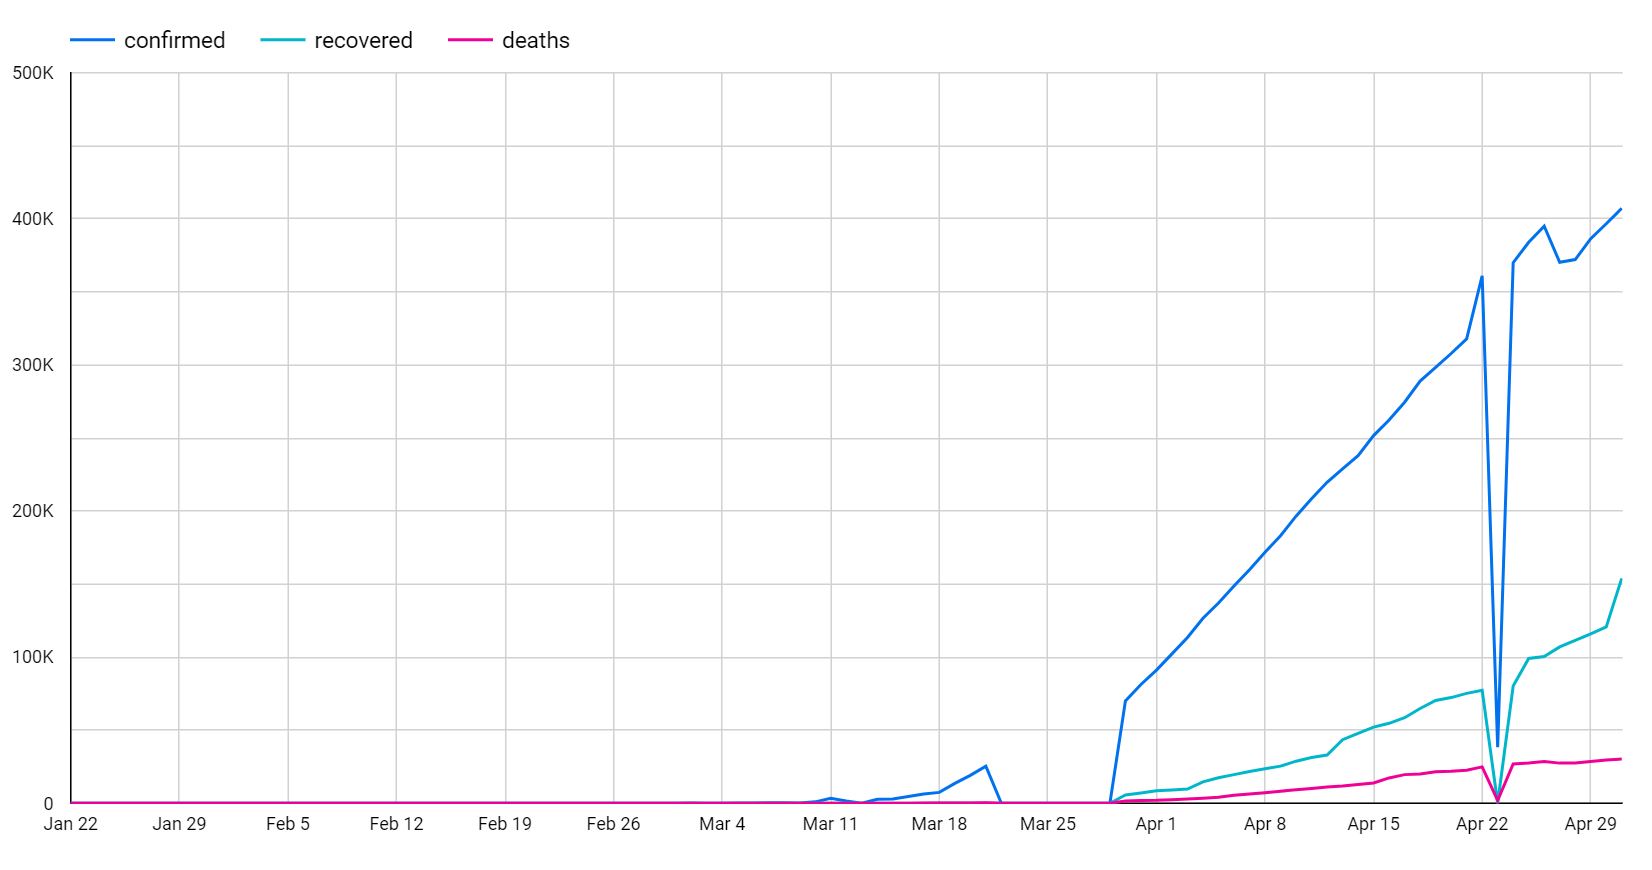 confirmed recovered deaths
500K
400K
300K
200K
100K
0
Jan 22 Jan 29 Feb 5 Feb 12 Feb 19 Feb 26 Mar 4 Mar 11 Mar 18 Mar 25 Apr 1 Apr 8 Apr 15 Apr 22 Apr 29